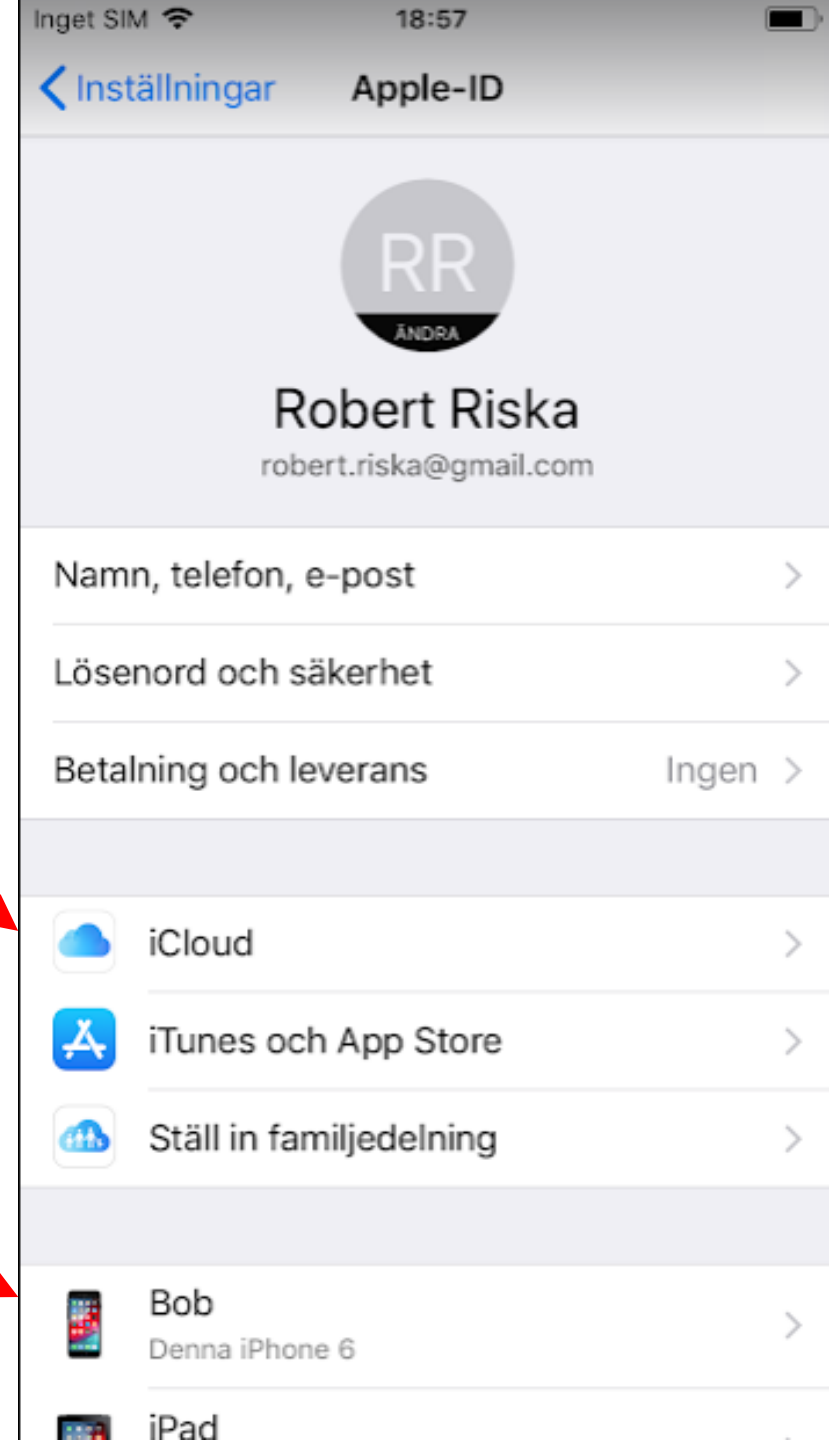 Inget SIM 18:57
Inställningar Apple-ID
RR
ÄNDRA
Robert Riska
robert.riska@gmail.com
Namn, telefon, e-post
Lösenord och säkerhet
Betalning och leverans Ingen
iCloud
iTunes och App Store
Ställ in familjedelning
Bob
Denna iPhone 6
iPad